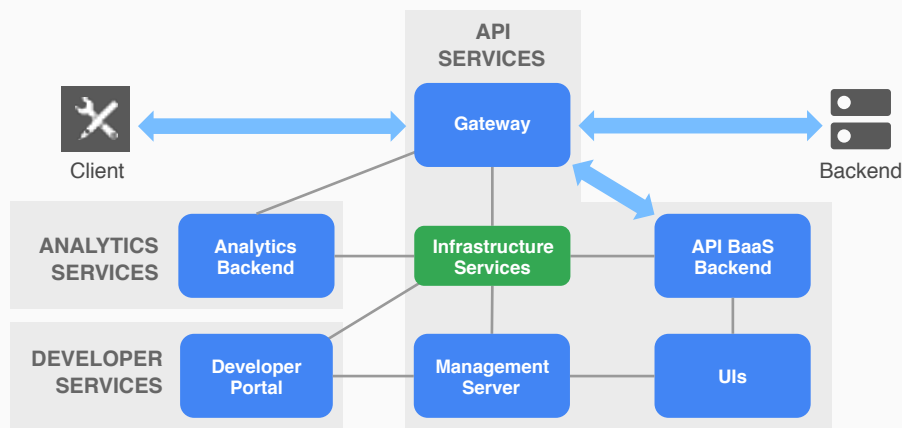 API
SERVICES
Gateway
Client
Backend
ANALYTICS
SERVICES
Analytics
Backend
Infrastructure
Services
API BaaS
Backend
DEVELOPER
SERVICES
Developer
Portal
Management
Server
UIs